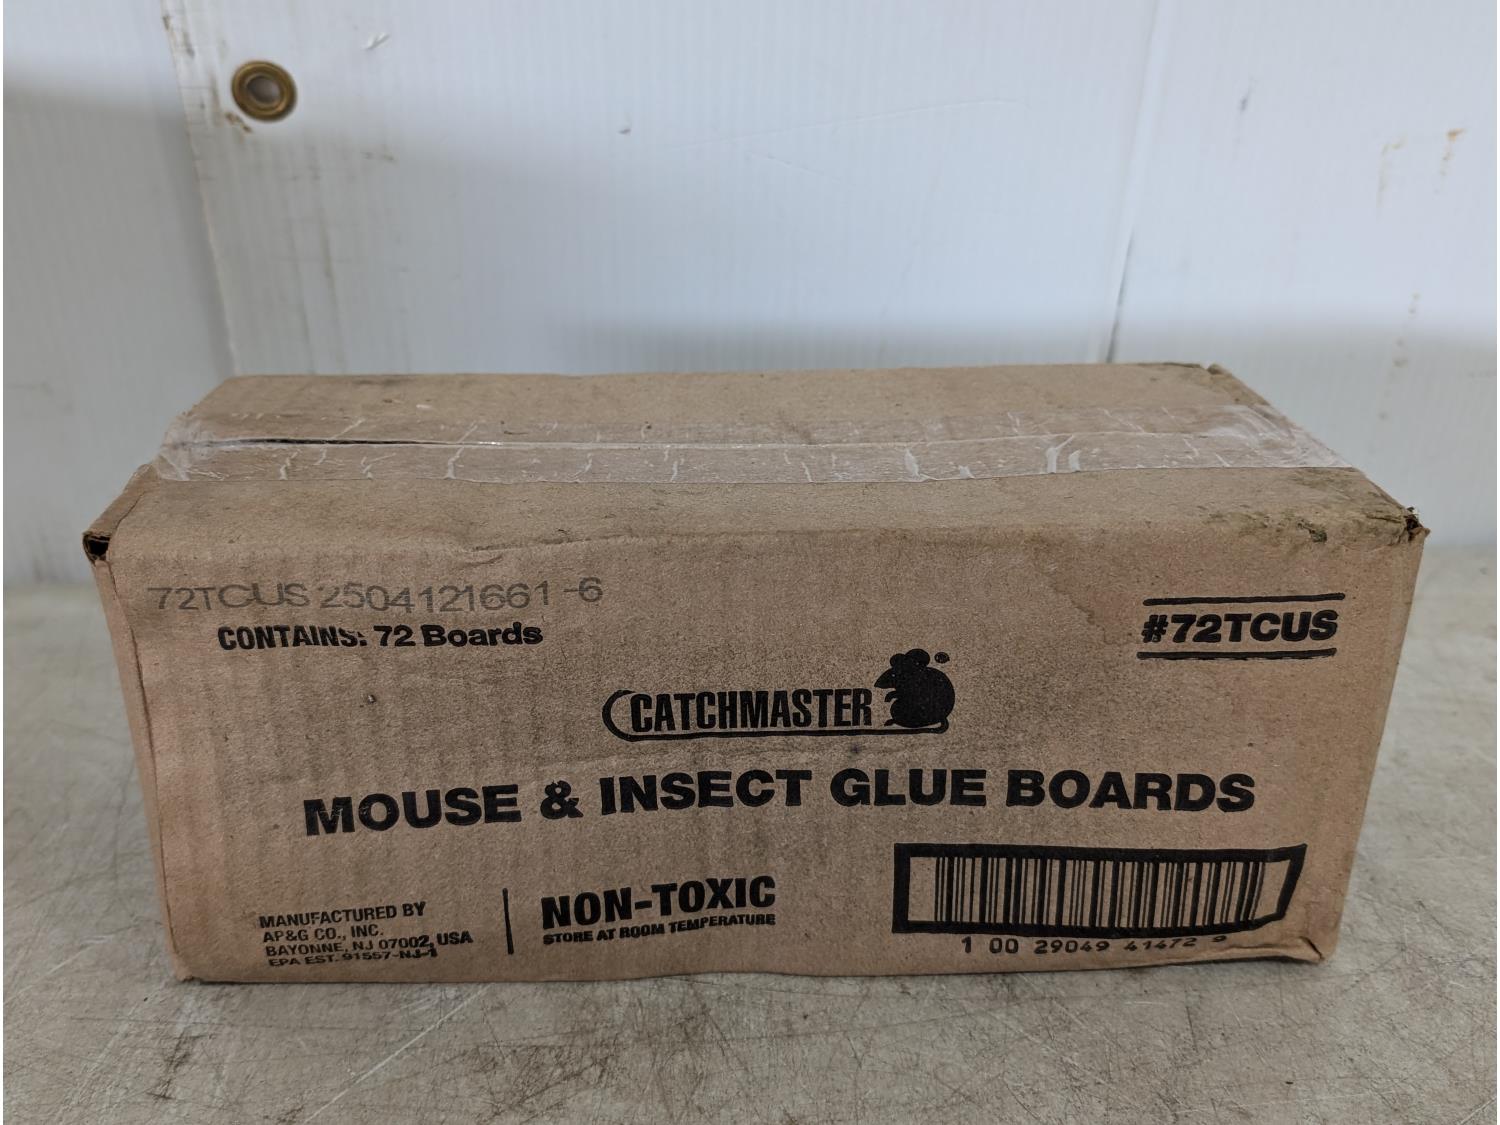 72TCUS 2504121661 -6
CONTAINS: 72 Boards
#72TCUS
CATCHMASTER
MOUSE & INSECT GLUE BOARDS
MANUFACTURED BY
AP&G CO., INC.
BAYONNE, NJ 07002, USA
EPA EST. 91557-NJ-1
NON-TOXIC
STORE AT ROOM TEMPERATURE
1 00 29049 41472 9